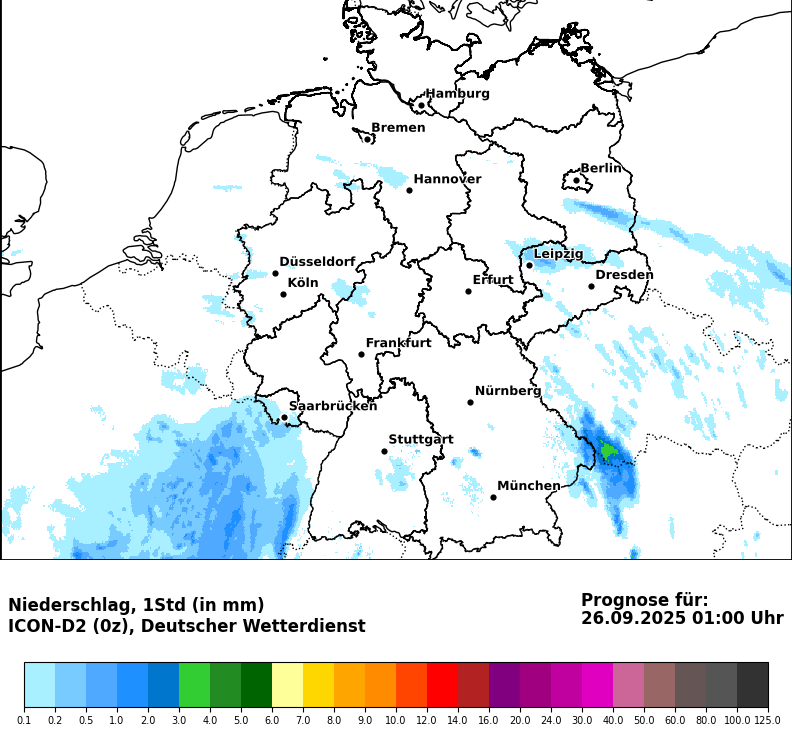 Hamburg
Bremen
Berlin
Hannover
Leipzig
Düsseldorf
Dresden
Köln
Erfurt
Frankfurt
Nürnberg
Saarbrücken
Stuttgart
München
Niederschlag, 1Std (in mm)
ICON-D2 (0z), Deutscher Wetterdienst
Prognose für:
26.09.2025 01:00 Uhr
0.1 0.2 0.5 1.0 2.0 3.0 4.0 5.0 6.0 7.0 8.0 9.0 10.0 12.0 14.0 16.0 20.0 24.0 30.0 40.0 50.0 60.0 80.0 100.0 125.0